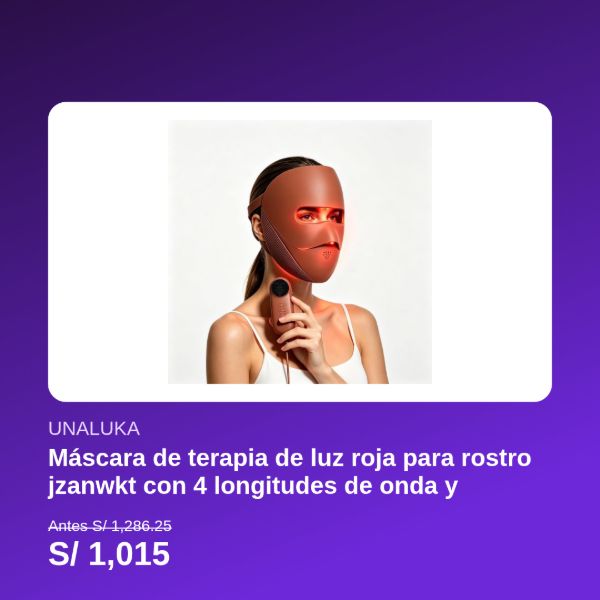 UNALUKA
Máscara de terapia de luz roja para rostro
jzanwkt con 4 longitudes de onda y
Antes S/ 1,286.25
S/ 1,015